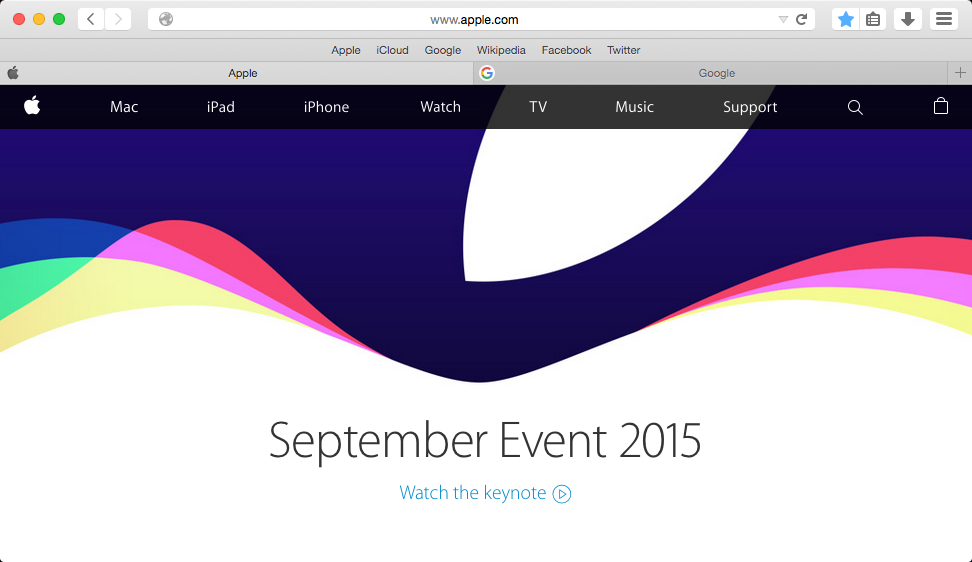 www.apple.com
Apple iCloud Google Wikipedia Facebook Twitter
Apple Google
Mac iPad iPhone Watch TV Music Support
September Event 2015
Watch the keynote